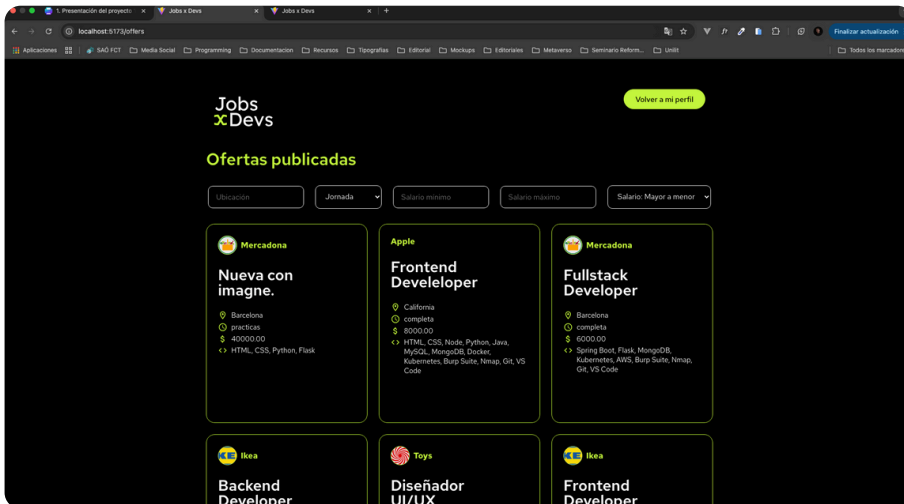 1. Presentación del proyecto
Jobs x Devs
Jobs x Devs
localhost:5173/offers
Finalizar actualización
Aplicaciones
SAÓ FCT
Media Social
Programming
Documentacion
Recursos
Tipografias
Editorial
Mockups
Editoriales
Metaverso
Seminario Reform...
Unilit
Todos los marcadore
Jobs
xDevs
Volver a mi perfil
Ofertas publicadas
Ubicación
Jornada
Salario mínimo
Salario máximo
Salario: Mayor a menor
Mercadona
Nueva con
imagne.
Barcelona
practicas
$ 40000.00
<> HTML, CSS, Python, Flask
Apple
Frontend
Develeloper
California
completa
$ 8000.00
<> HTML, CSS, Node, Python, Java,
MySQL, MongoDB, Docker,
Kubernetes, Burp Suite, Nmap, Git, VS
Code
Mercadona
Fullstack
Developer
Barcelona
completa
$ 6000.00
<> Spring Boot, Flask, MongoDB,
Kubernetes, AWS, Burp Suite, Nmap,
Git, VS Code
Ikea
Backend
Developer
Toys
Diseñador
UI/UX
Ikea
Frontend
Developer